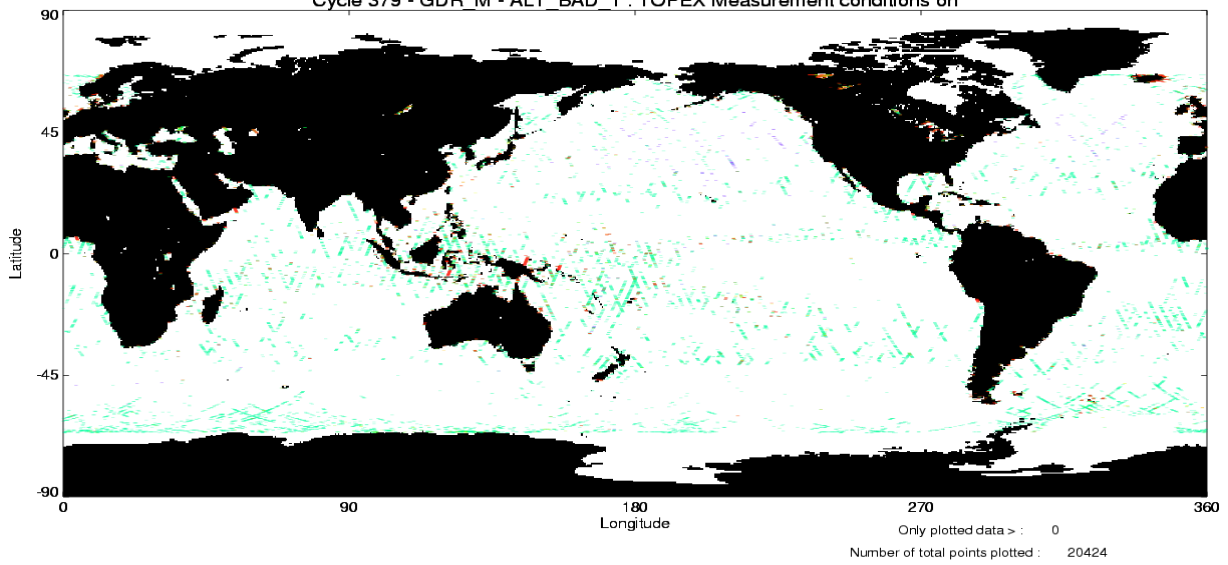 Cycle 379 - GDR_M - ALT_BAD_1 : TOPEX Measurement conditions on
90
45
0
-45
-90
Latitude
0 90 180 270 360
Longitude
Only plotted data > : 0
Number of total points plotted : 20424